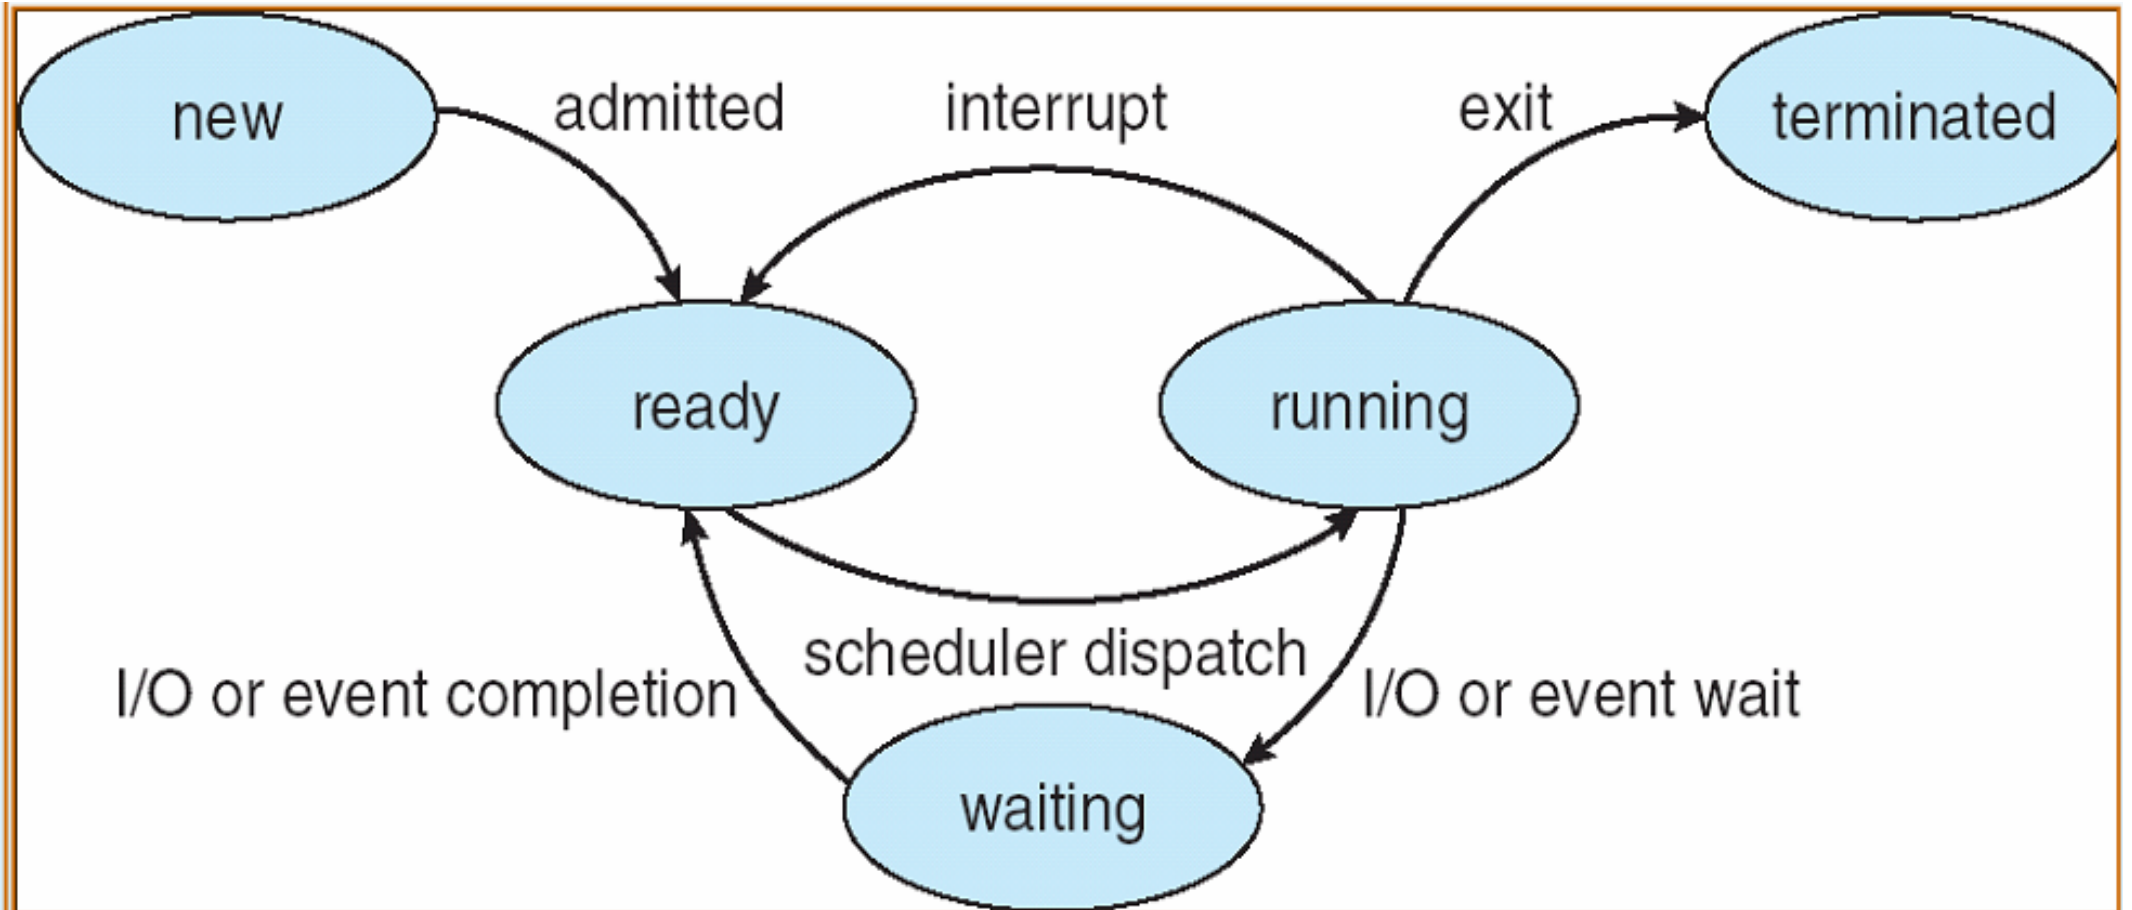 new
admitted
interrupt
exit
terminated
ready
running
scheduler dispatch
I/O or event completion
I/O or event wait
waiting